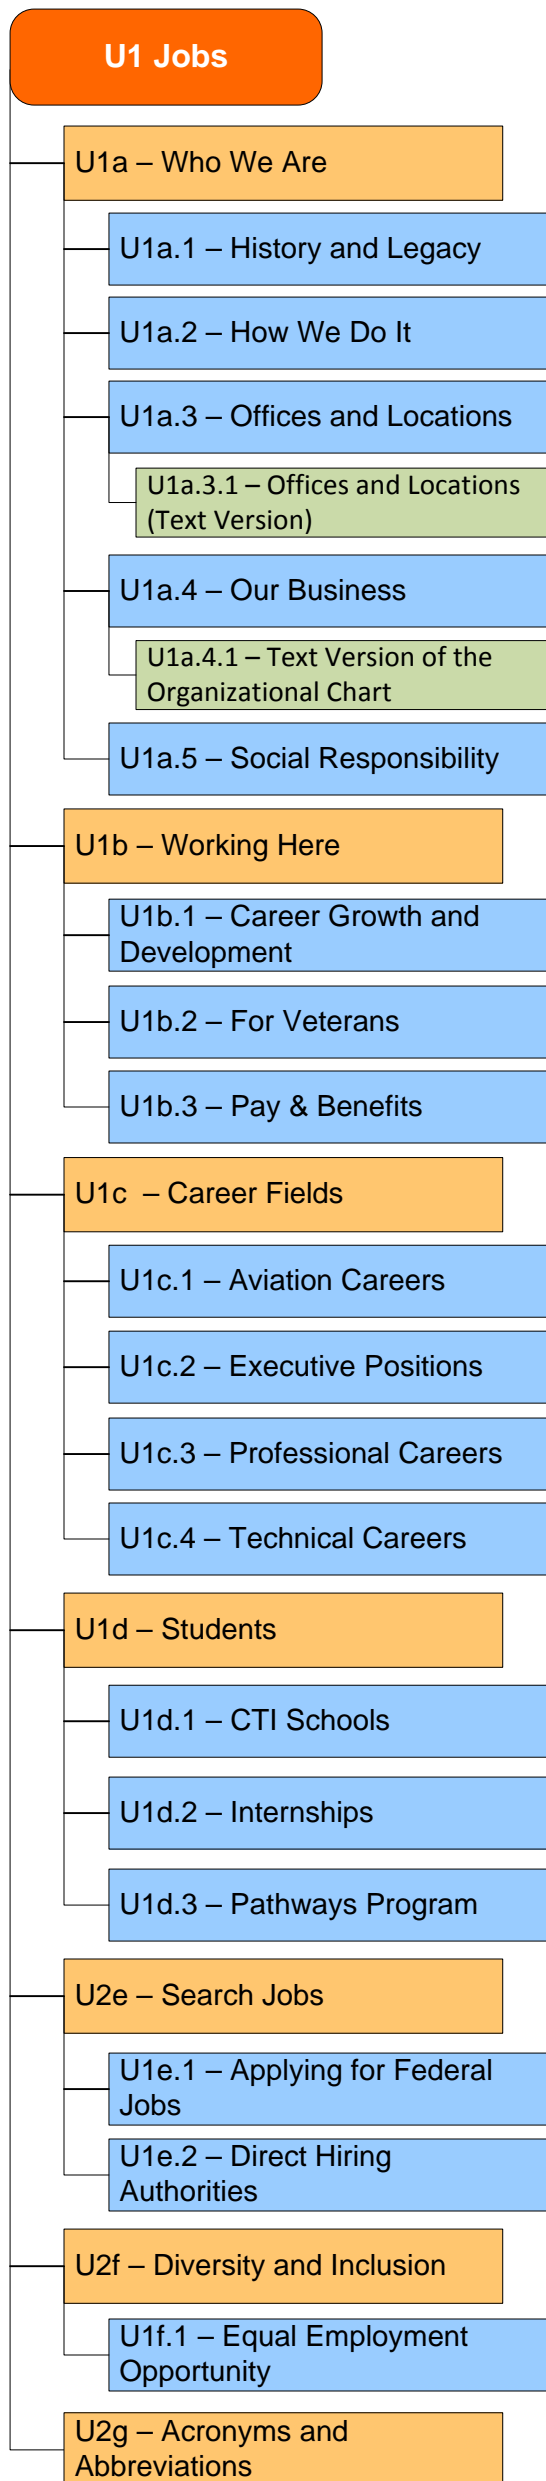 U1 Jobs
U1a – Who We Are
U1a.1 – History and Legacy
U1a.2 – How We Do It
U1a.3 – Offices and Locations
U1a.3.1 – Offices and Locations
(Text Version)
U1a.4 – Our Business
U1a.4.1 – Text Version of the
Organizational Chart
U1a.5 – Social Responsibility
U1b – Working Here
U1b.1 – Career Growth and
Development
U1b.2 – For Veterans
U1b.3 – Pay & Benefits
U1c  – Career Fields
U1c.1 – Aviation Careers
U1c.2 – Executive Positions
U1c.3 – Professional Careers
U1c.4 – Technical Careers
U1d – Students
U1d.1 – CTI Schools
U1d.2 – Internships
U1d.3 – Pathways Program
U2e – Search Jobs
U1e.1 – Applying for Federal
Jobs
U1e.2 – Direct Hiring
Authorities
U2f – Diversity and Inclusion
U1f.1 – Equal Employment
Opportunity
U2g – Acronyms and
Abbreviations